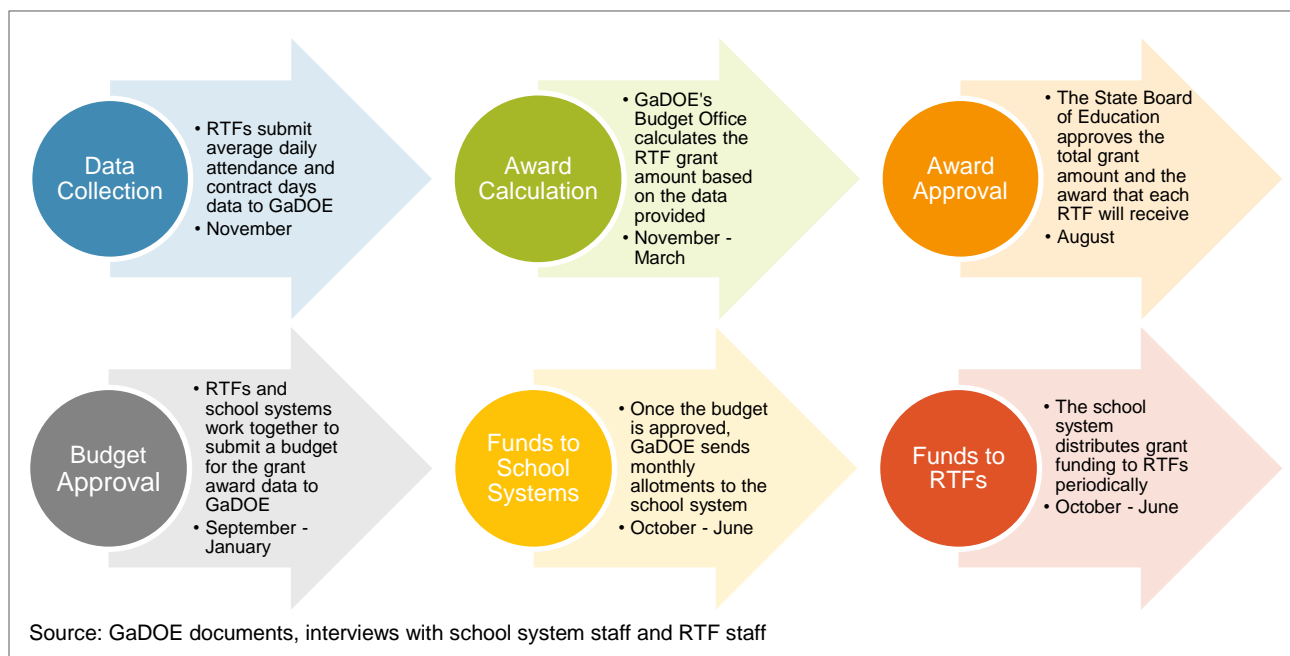 Data
Collection
• RTFs submit
average daily
attendance and
contract days
data to GaDOE
• November
Award
Calculation
• GaDOE's
Budget Office
calculates the
RTF grant
amount based
on the data
provided
• November -
March
Award
Approval
• The State Board
of Education
approves the
total grant
amount and the
award that each
RTF will receive
• August
Budget
Approval
• RTFs and
school systems
work together to
submit a budget
for the grant
award data to
GaDOE
• September -
January
Funds to
School
Systems
• Once the budget
is approved,
GaDOE sends
monthly
allotments to the
school system
• October - June
Funds to
RTFs
• The school
system
distributes grant
funding to RTFs
periodically
• October - June
Source: GaDOE documents, interviews with school system staff and RTF staff